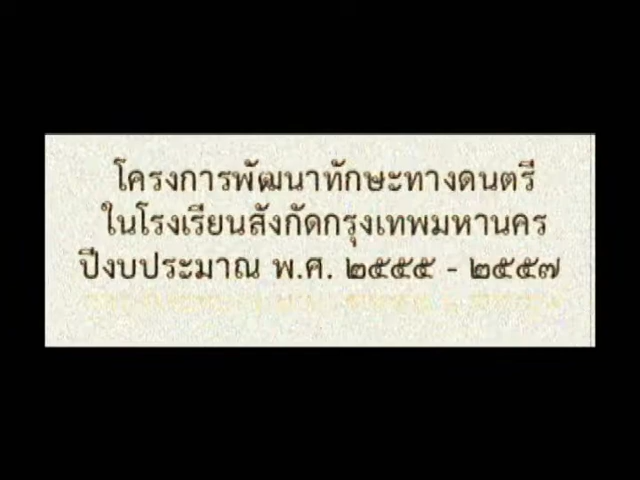 โครงการพัฒนาทักษะทางดนตรี
ในโรงเรียนสังกัดกรุงเทพมหานคร
ปีงบประมาณ พ.ศ. ๒๕๕๕ - ๒๕๕๗